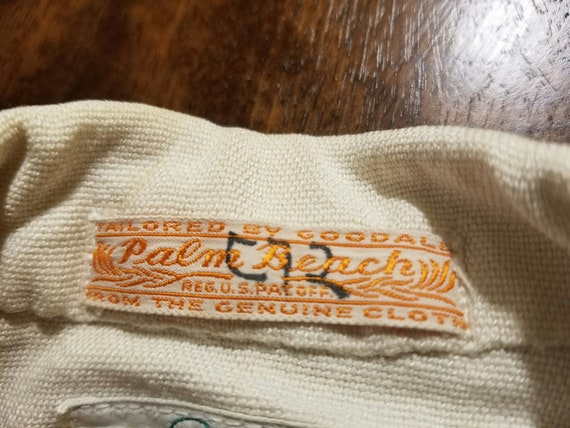 TAILORED BY GOODALL
Palm Beach
REG. U.S. PAT. OFF.
FROM THE GENUINE CLOTH